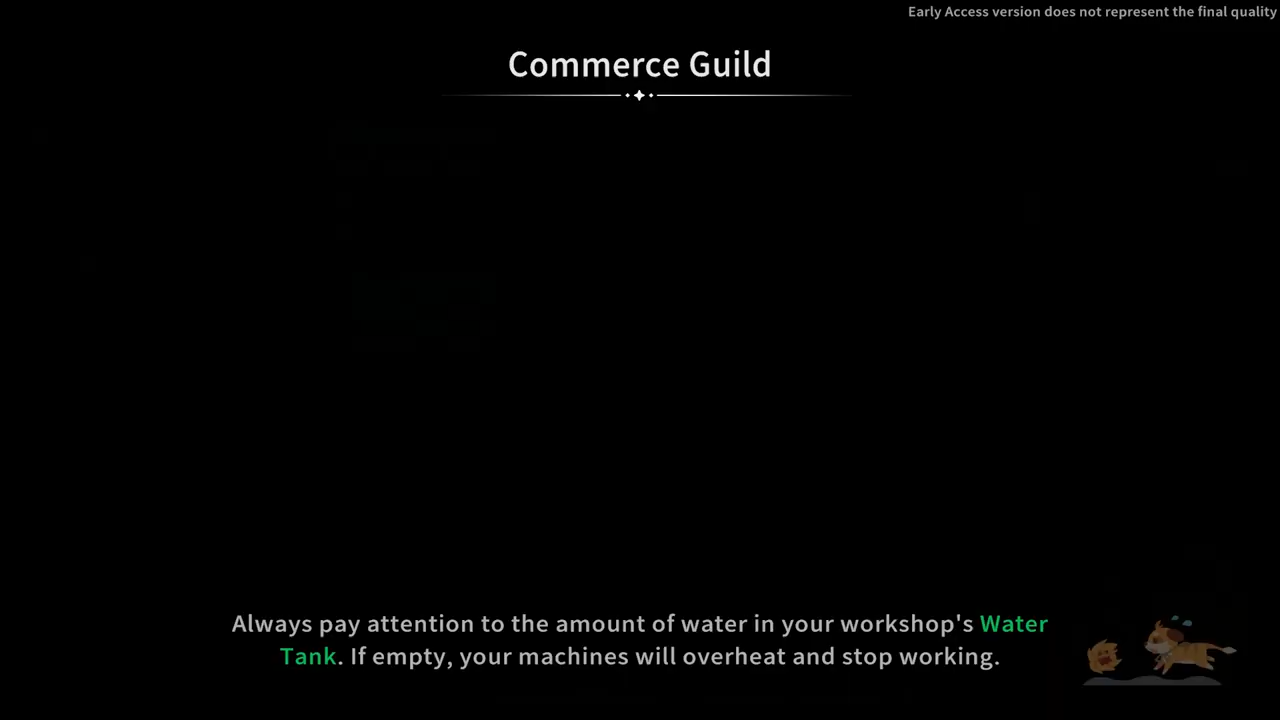 Early Access version does not represent the final quality
Commerce Guild
Always pay attention to the amount of water in your workshop's Water
Tank. If empty, your machines will overheat and stop working.